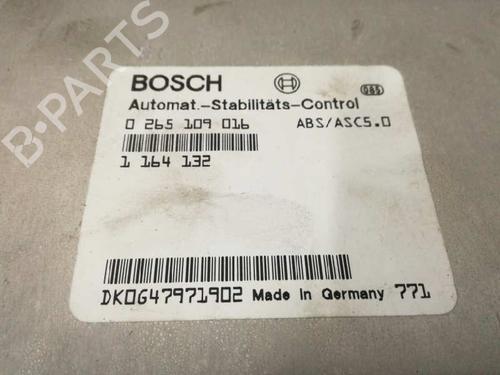 B-PARTS
BOSCH
Automat.-Stabilitäts-Control
0 265 109 016 ABS/ASC5.0
1 164 132
DK0G47971902 Made in Germany 771